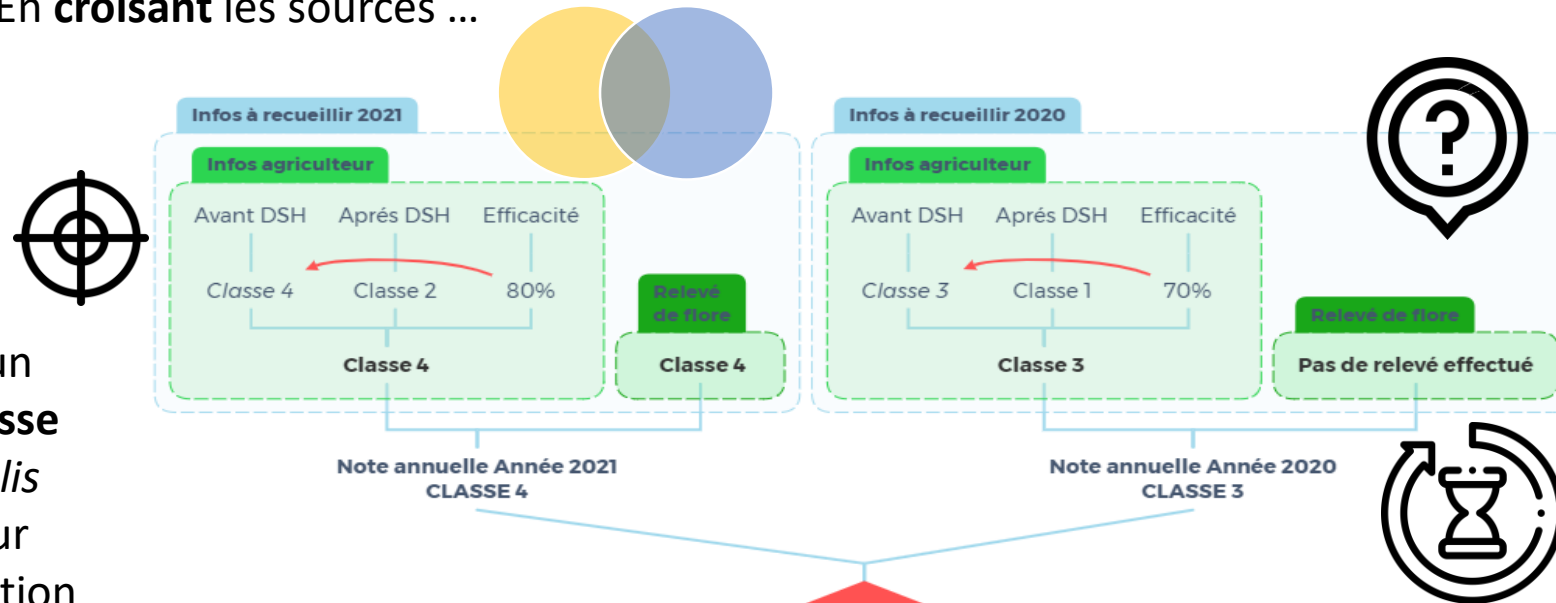 En croisant les sources ...
Infos à recueillir 2021
Infos agriculteur
Avant DSH Aprés DSH Efficacité
Classe 4 Classe 2 80%
Classe 4
Relevé
de flore
Classe 4
Note annuelle Année 2021
CLASSE 4
Infos à recueillir 2020
Infos agriculteur
Avant DSH Aprés DSH Efficacité
Classe 3 Classe 1 70%
Classe 3
Relevé de flore
Pas de relevé effectué
Note annuelle Année 2020
CLASSE 3
?
un
sse
lis
ur
tion